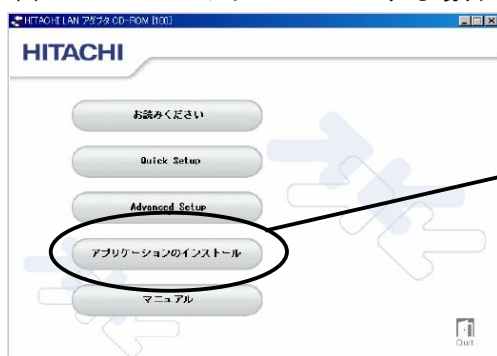 HITACHI LAN アダプタ CD-ROM [100]
HITACHI
お読みください
Quick Setup
Advanced Setup
アプリケーションのインストール
マニュアル
Quit